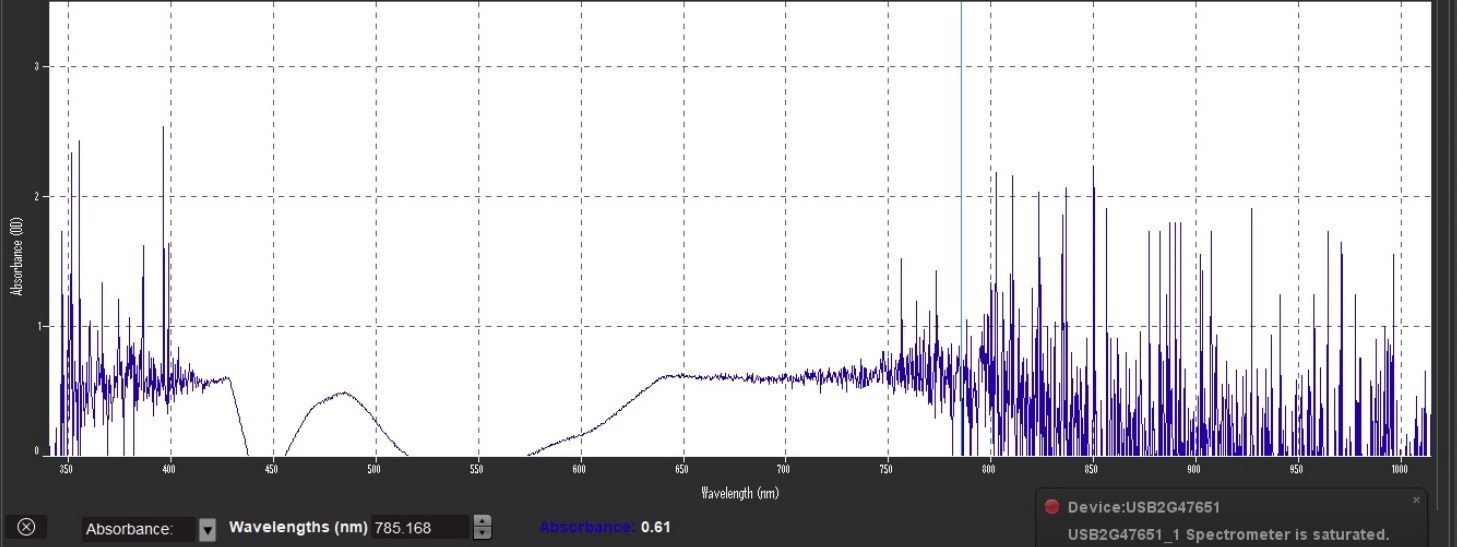 3
2
1
0
Absorbance (OD)
350 400 450 500 550 600 650 700 750 800 850 900 950 1000
Wavelength (nm)
Absorbance: Wavelengths (nm) 785.168 Absorbance: 0.61
Device:USB2G47651
USB2G47651_1 Spectrometer is saturated.